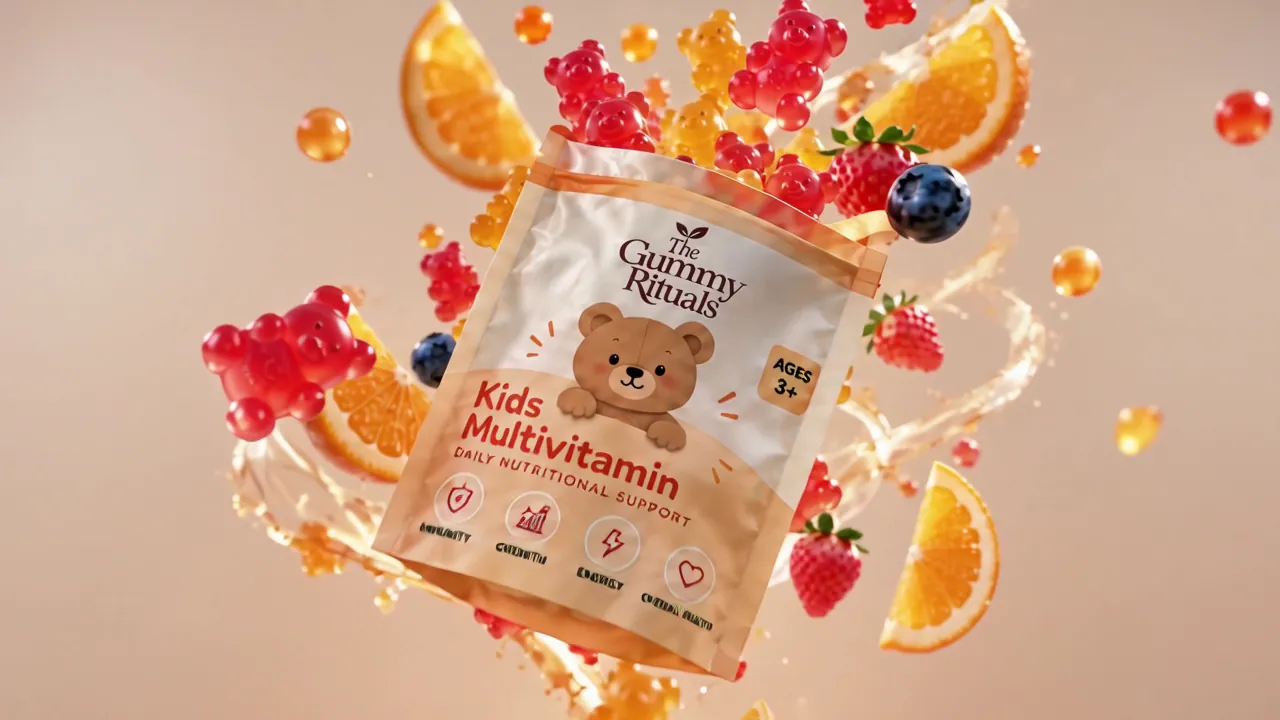 The
Gummy
Rituals
AGES
3+
Kids
Multivitamin
DAILY NUTRITIONAL SUPPORT